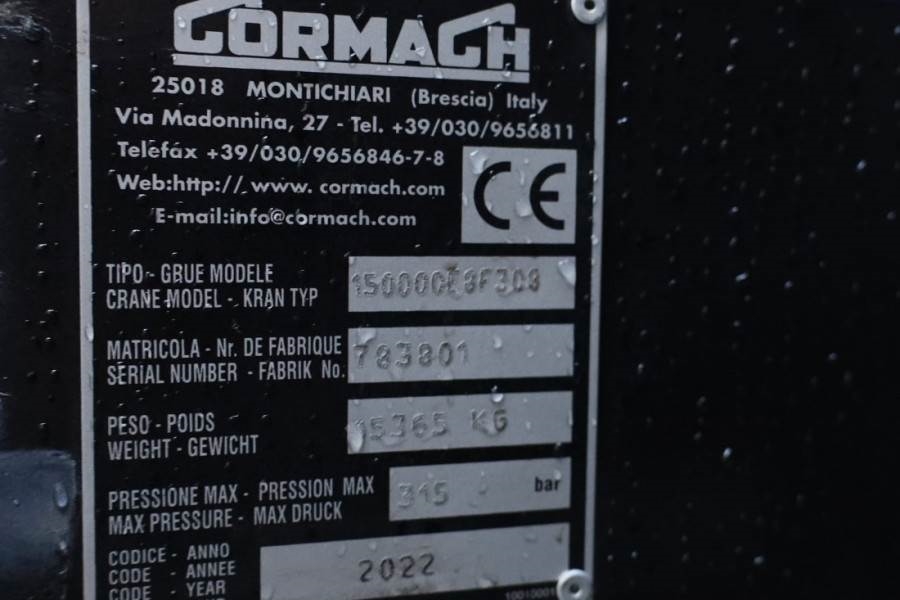 CORMACH
25018 MONTICHIARI (Brescia) Italy
Via Madonnina, 27 - Tel. +39/030/9656811
Telefax +39/030/9656846-7-8
Web:http://www.cormach.com
E-mail:info@cormach.com
CE
TIPO - GRUE MODELE
CRANE MODEL - KRAN TYP
150000E8F308
MATRICOLA - Nr. DE FABRIQUE
SERIAL NUMBER - FABRIK No.
783801
PESO - POIDS
WEIGHT - GEWICHT
15365 KG
PRESSIONE MAX - PRESSION MAX
MAX PRESSURE - MAX DRUCK
315 bar
CODICE - ANNO
CODE - ANNEE
CODE - YEAR
2022